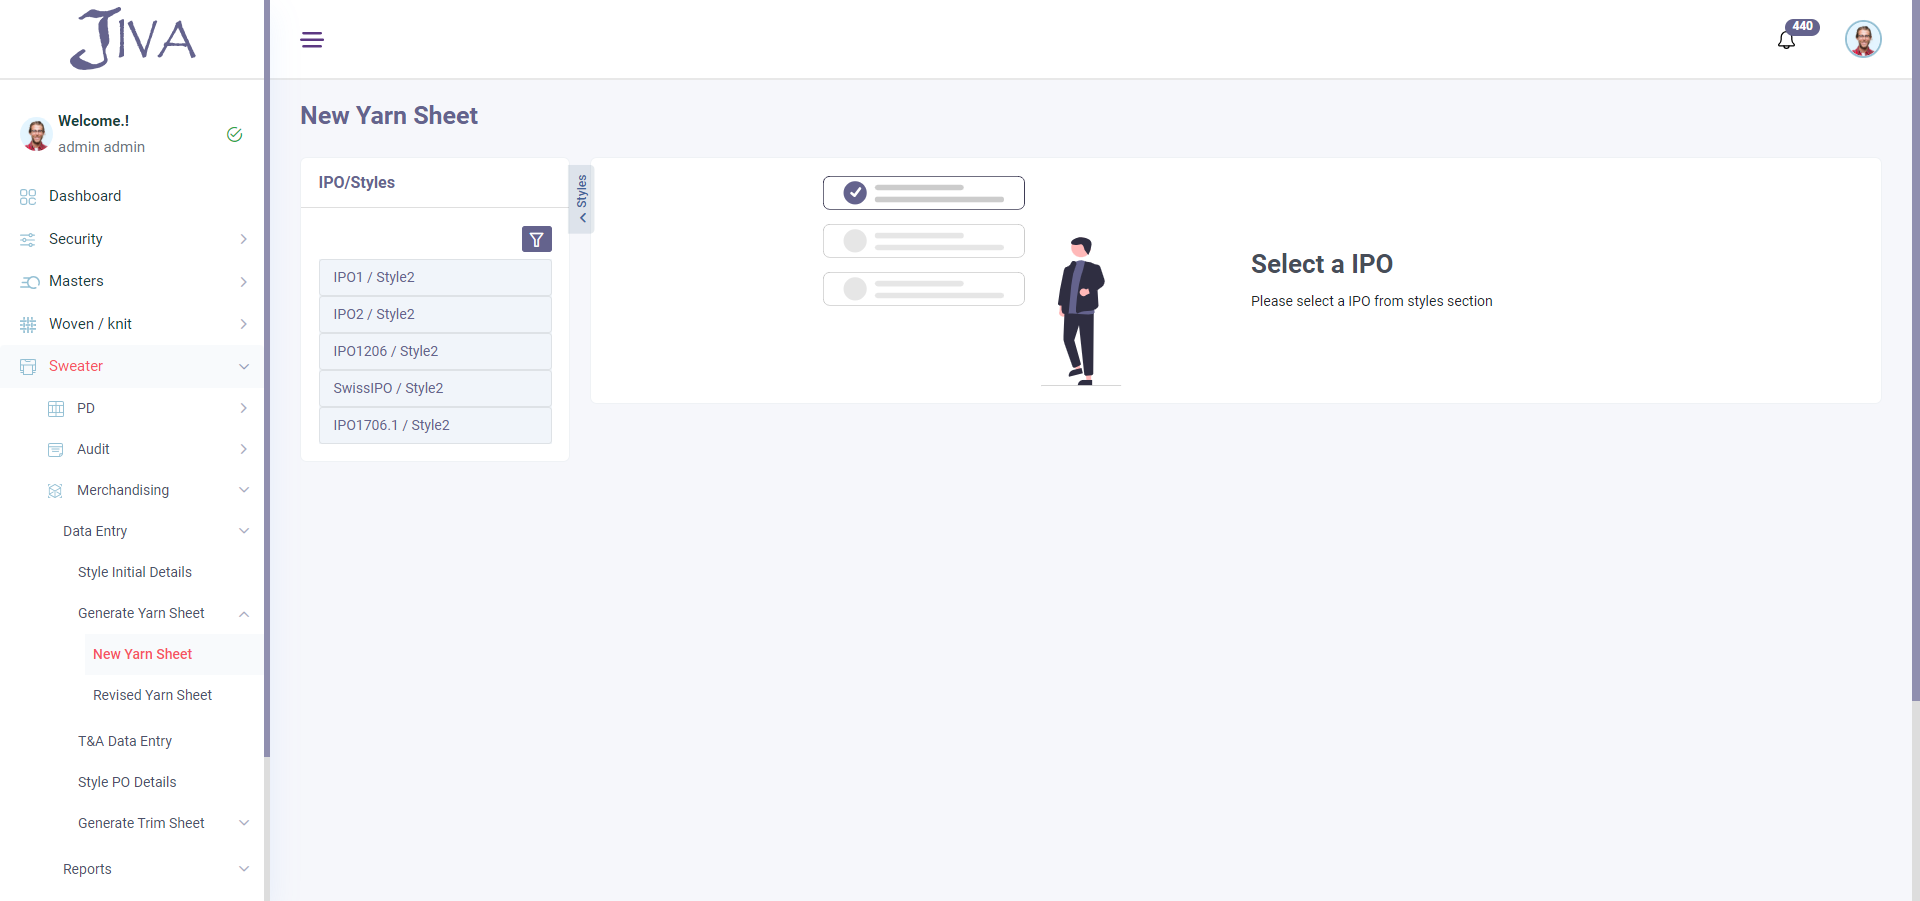 JIVA
440
Welcome.!
admin admin
Dashboard
Security
Masters
Woven / knit
Sweater
PD
Audit
Merchandising
Data Entry
Style Initial Details
Generate Yarn Sheet
New Yarn Sheet
Revised Yarn Sheet
T&A Data Entry
Style PO Details
Generate Trim Sheet
Reports
New Yarn Sheet
IPO/Styles
Styles
IPO1 / Style2
IPO2 / Style2
IPO1206 / Style2
SwissIPO / Style2
IPO1706.1 / Style2
Select a IPO
Please select a IPO from styles section